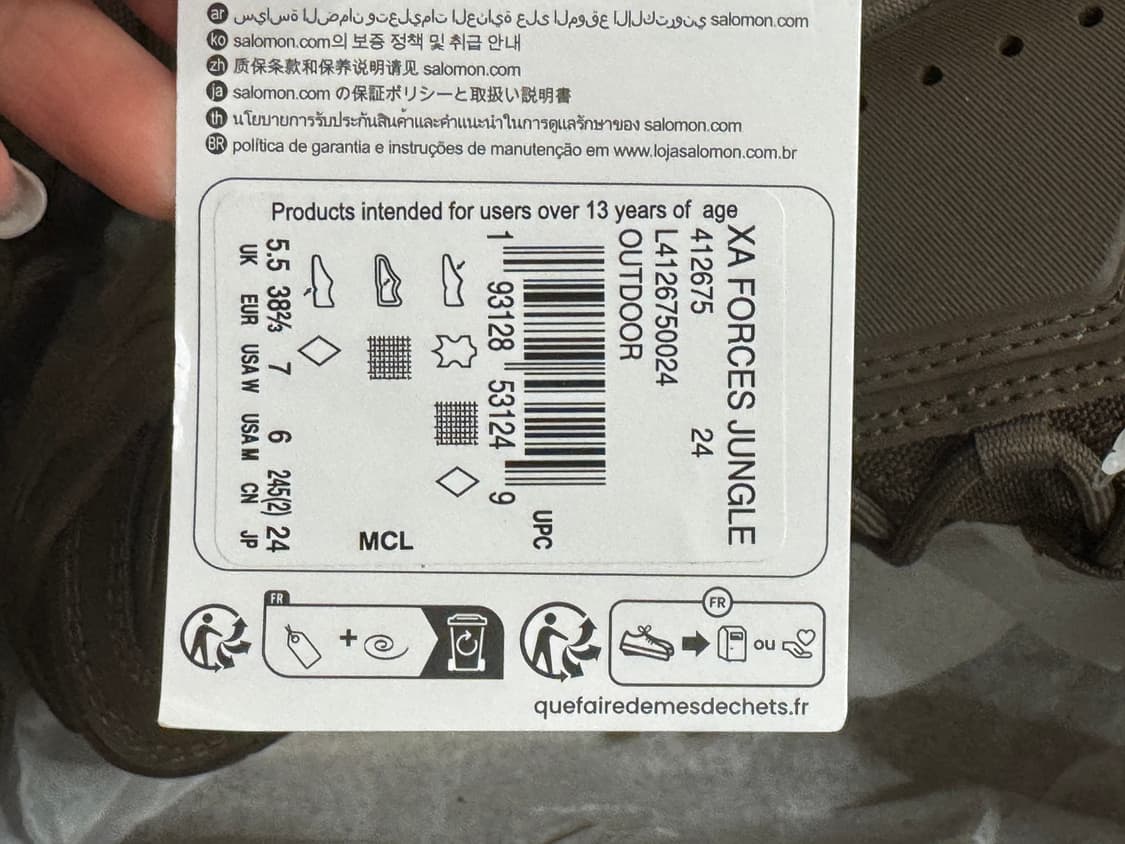 ar سياسة الضمان وتعليمات العناية على الموقع الإلكتروني salomon.com
ko salomon.com의 보증 정책 및 취급 안내
zh 质保条款和保养说明请见 salomon.com
ja salomon.com の保証ポリシーと取扱い説明書
th นโยบายการรับประกันสินค้าและคำแนะนำในการดูแลรักษาของ salomon.com
BR política de garantia e instruções de manutenção em www.lojasalomon.com.br
Products intended for users over 13 years of age
XA FORCES JUNGLE
412675 24
L4126750024
OUTDOOR
UPC
1 93128 53124 9
MCL
5.5 38⅔ 7 6 245(2) 24
UK EUR USA W USA M CN JP
FR
+
FR
ou
quefairedemesdechets.fr